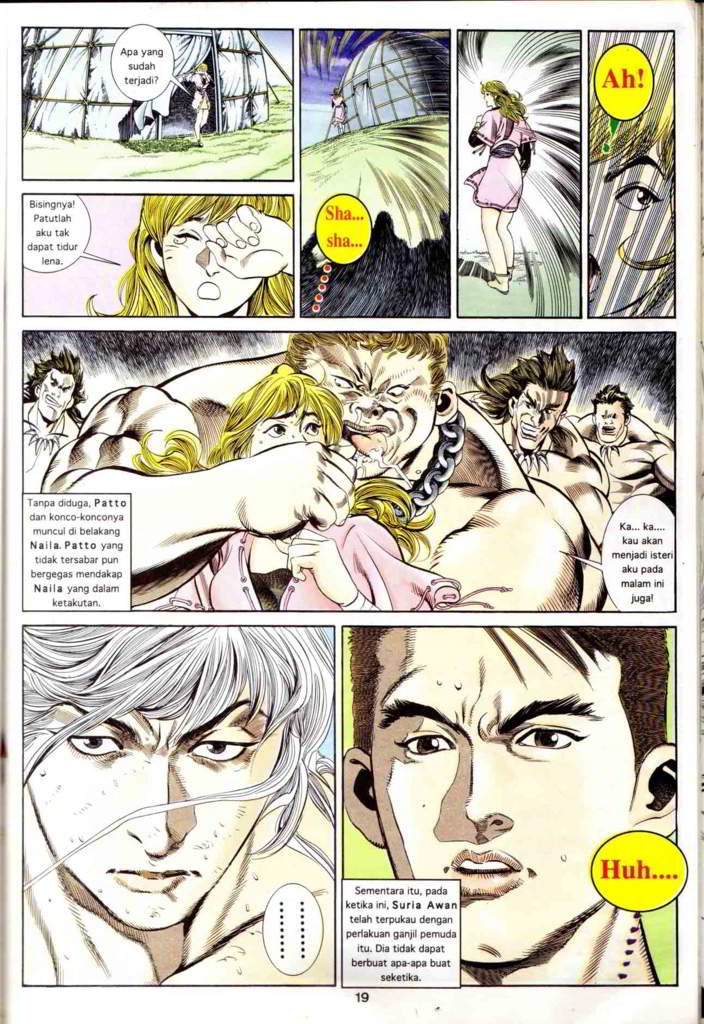 Apa yang
sudah
terjadi?
Bisingnya!
Patutlah
aku tak
dapat tidur
lena.
Sha...
sha...
Ah!
Tanpa diduga, Patto
dan konco-konconya
muncul di belakang
Naila. Patto yang
tidak tersabar pun
bergegas mendakap
Naila yang dalam
ketakutan.
Ka... ka....
kau akan
menjadi isteri
aku pada
malam ini
juga!
Sementara itu, pada
ketika ini, Suria Awan
telah terpukau dengan
perlakuan ganjil pemuda
itu. Dia tidak dapat
berbuat apa-apa buat
seketika.
Huh....
19